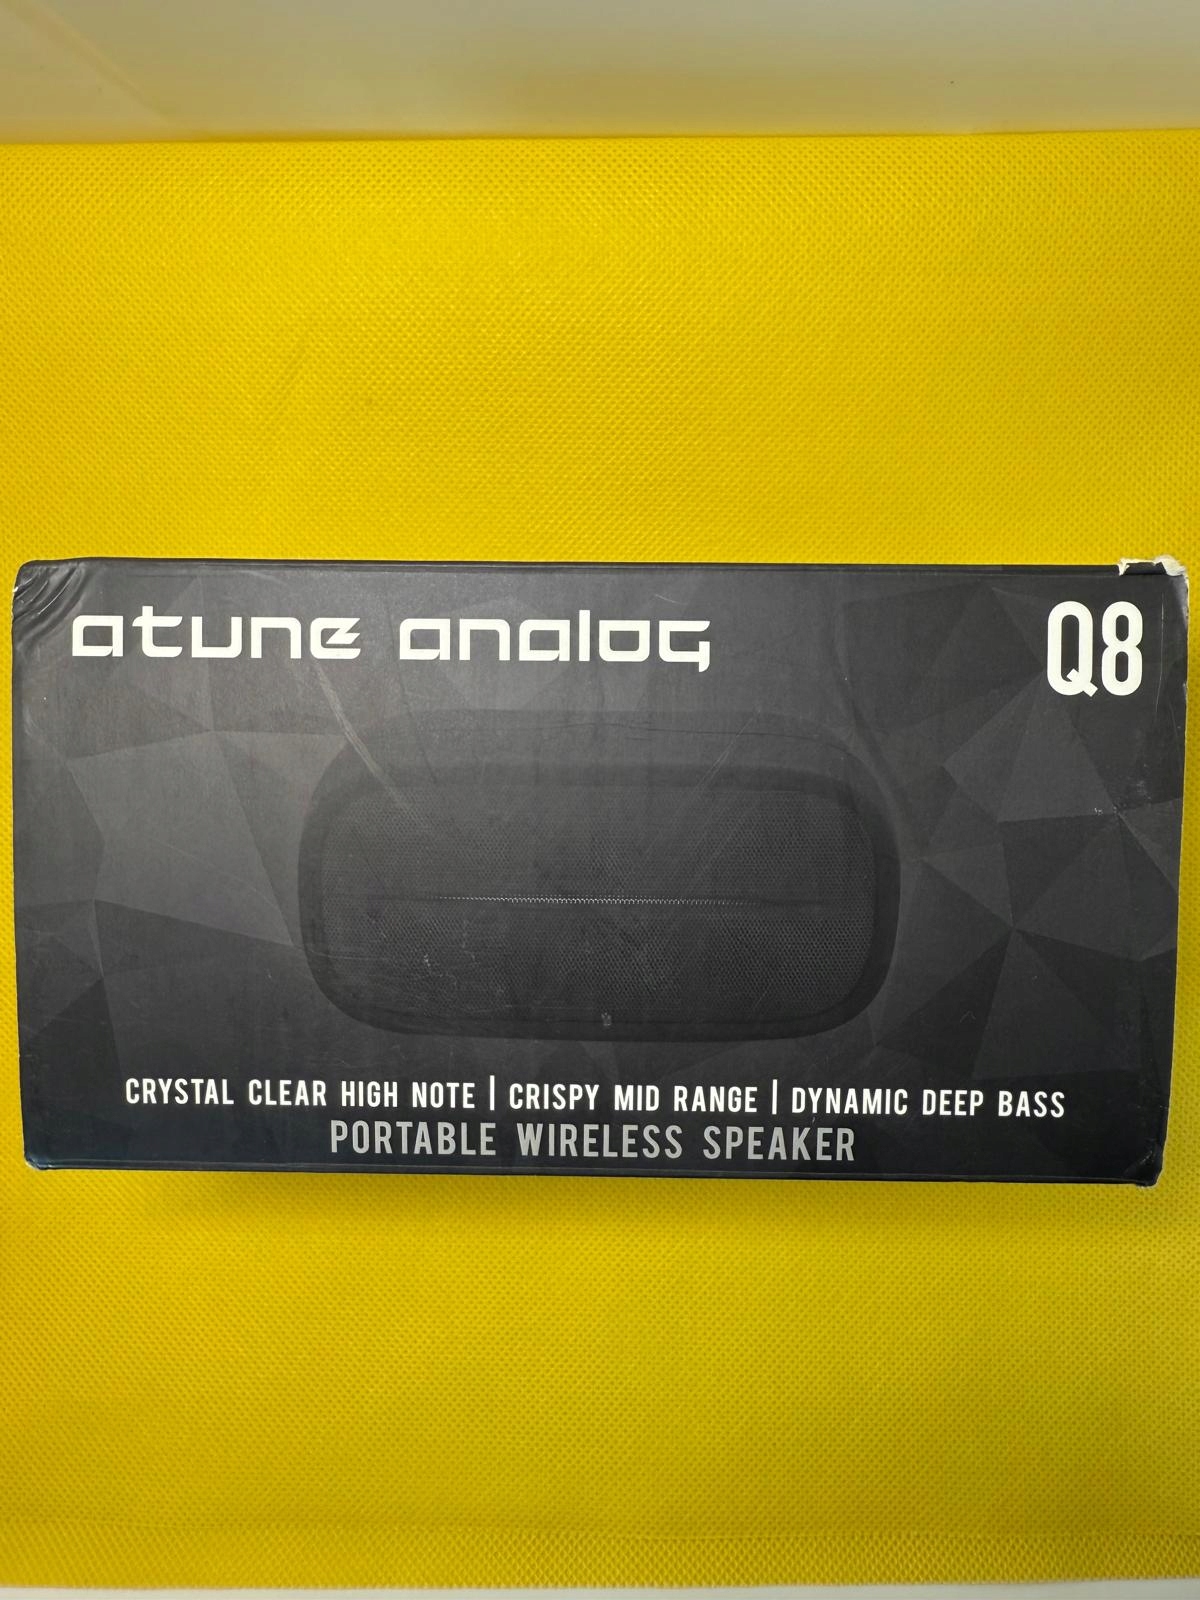 atune analog
Q8
CRYSTAL CLEAR HIGH NOTE | CRISPY MID RANGE | DYNAMIC DEEP BASS
PORTABLE WIRELESS SPEAKER